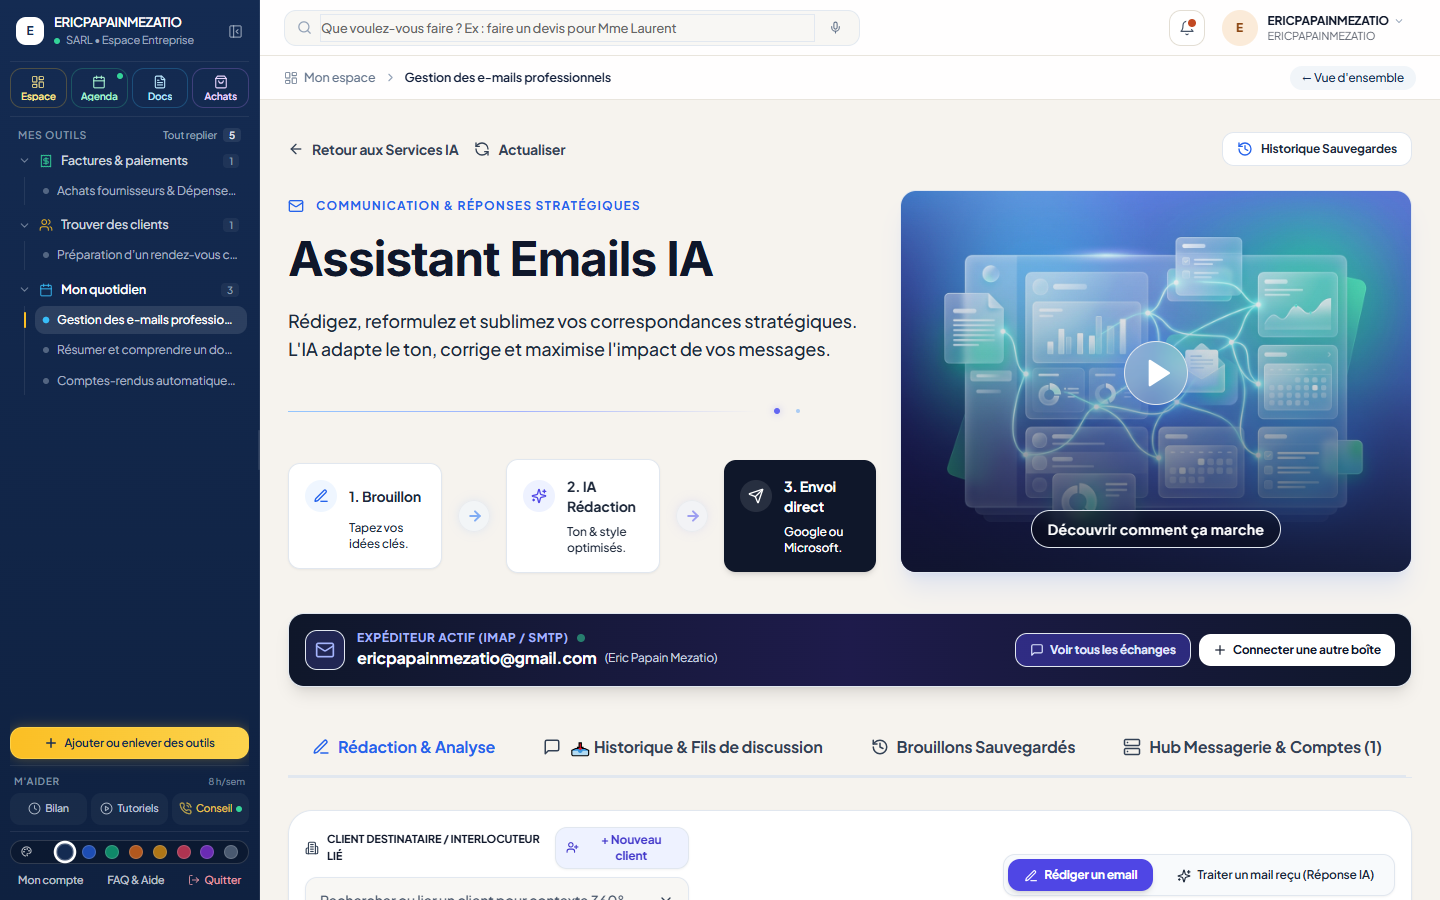 E
ERICPAPAINMEZATIO
SARL • Espace Entreprise
Espace
Agenda
Docs
Achats
MES OUTILS
Tout replier 5
Factures & paiements 1
Achats fournisseurs & Dépense...
Trouver des clients 1
Préparation d'un rendez-vous c...
Mon quotidien 3
Gestion des e-mails professio...
Résumer et comprendre un do...
Comptes-rendus automatique...
+ Ajouter ou enlever des outils
M'AIDER
8 h/sem
Bilan
Tutoriels
Conseil
Mon compte
FAQ & Aide
Quitter
Que voulez-vous faire ? Ex : faire un devis pour Mme Laurent
E
ERICPAPAINMEZATIO
ERICPAPAINMEZATIO
Mon espace > Gestion des e-mails professionnels
← Vue d'ensemble
← Retour aux Services IA
Actualiser
Historique Sauvegardes
COMMUNICATION & RÉPONSES STRATÉGIQUES
Assistant Emails IA
Rédigez, reformulez et sublimez vos correspondances stratégiques.
L'IA adapte le ton, corrige et maximise l'impact de vos messages.
1. Brouillon
Tapez vos
idées clés.
2. IA
Rédaction
Ton & style
optimisés.
3. Envoi
direct
Google ou
Microsoft.
Découvrir comment ça marche
EXPÉDITEUR ACTIF (IMAP / SMTP)
ericpapainmezatio@gmail.com (Eric Papain Mezatio)
Voir tous les échanges
+ Connecter une autre boîte
Rédaction & Analyse
Historique & Fils de discussion
Brouillons Sauvegardés
Hub Messagerie & Comptes (1)
CLIENT DESTINATAIRE / INTERLOCUTEUR
LIÉ
+ Nouveau
client
Rédiger un email
Traiter un mail reçu (Réponse IA)
Rechercher ou lier un client pour contexte 360°